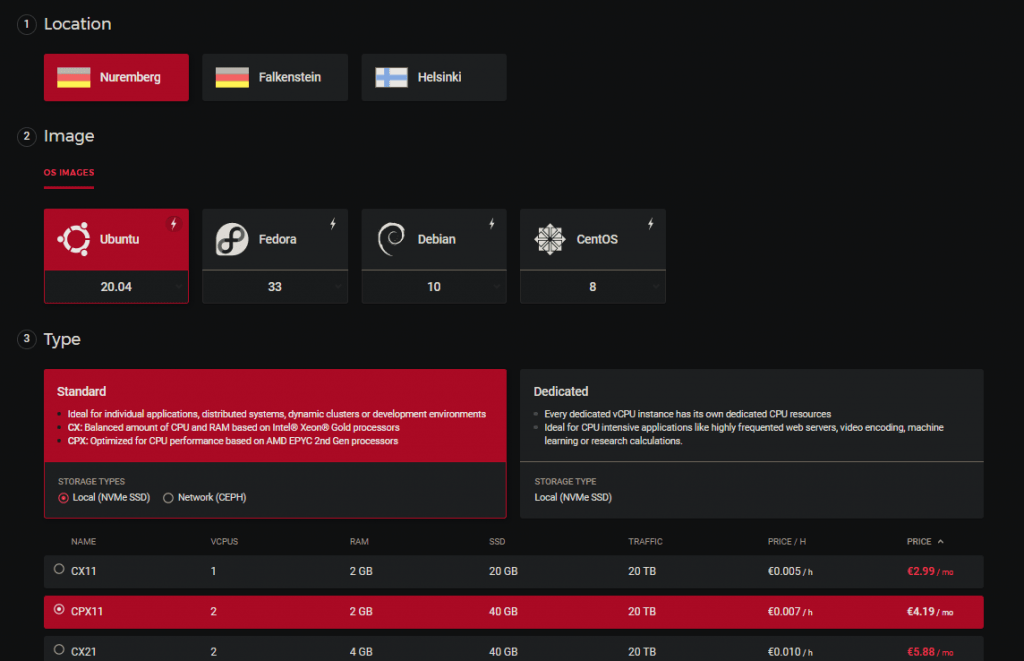 1 Location
Nuremberg Falkenstein Helsinki
2 Image
OS IMAGES
Ubuntu Fedora Debian CentOS
20.04 33 10 8
3 Type
Standard
Ideal for individual applications, distributed systems, dynamic clusters or development environments
CX: Balanced amount of CPU and RAM based on Intel® Xeon® Gold processors
CPX: Optimized for CPU performance based on AMD EPYC 2nd Gen processors
STORAGE TYPES
Local (NVMe SSD) Network (CEPH)
Dedicated
Every dedicated vCPU instance has its own dedicated CPU resources
Ideal for CPU intensive applications like highly frequented web servers, video encoding, machine
learning or research calculations.
STORAGE TYPE
Local (NVMe SSD)
NAME VCPUS RAM SSD TRAFFIC PRICE / H PRICE
CX11 1 2 GB 20 GB 20 TB €0.005 / h €2.99 / mo
CPX11 2 2 GB 40 GB 20 TB €0.007 / h €4.19 / mo
CX21 2 4 GB 40 GB 20 TB €0.010 / h €5.88 / mo